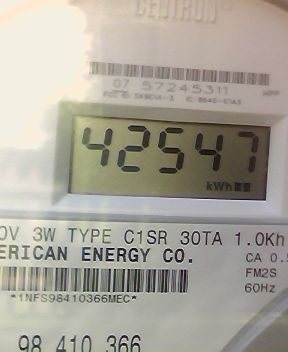 CENTRON
07 57245311
HPP
42547
kWh
0V 3W TYPE C1SR 30TA 1.0Kh
ERICAN ENERGY CO.
CA 0.5
FM2S
60Hz
*1NFS98410366MEC*
98 410 366